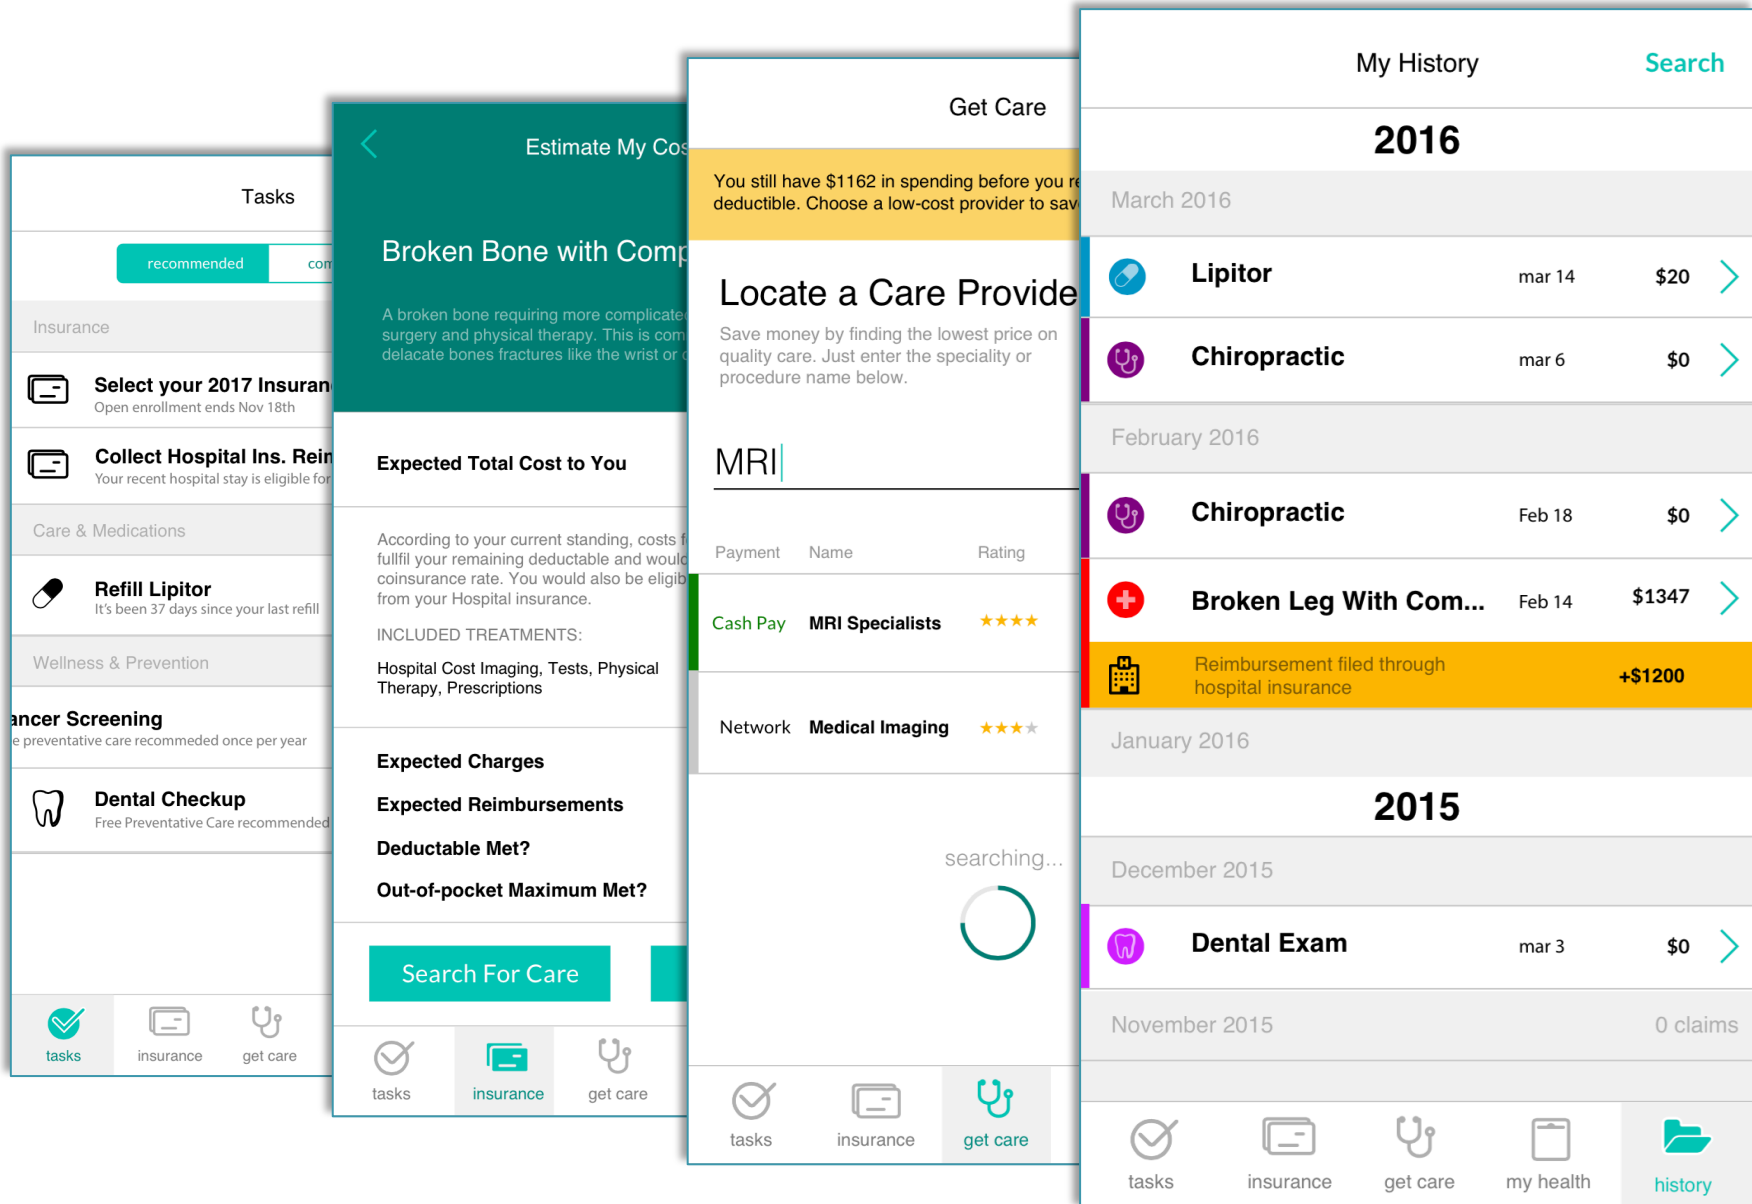 Tasks
recommended
com
Insurance
Select your 2017 Insuran
Open enrollment ends Nov 18th
Collect Hospital Ins. Rein
Your recent hospital stay is eligible for
Care & Medications
Refill Lipitor
It's been 37 days since your last refill
Wellness & Prevention
ancer Screening
e preventative care recommeded once per year
Dental Checkup
Free Preventative Care recommended
tasks
insurance
get care
Estimate My Cos
Broken Bone with Comp
A broken bone requiring more complicated
surgery and physical therapy. This is com
delacate bones fractures like the wrist or
Expected Total Cost to You
According to your current standing, costs f
fullfil your remaining deductable and would
coinsurance rate. You would also be eligib
from your Hospital insurance.
INCLUDED TREATMENTS:
Hospital Cost Imaging, Tests, Physical
Therapy, Prescriptions
Expected Charges
Expected Reimbursements
Deductable Met?
Out-of-pocket Maximum Met?
Search For Care
tasks
insurance
get care
Get Care
You still have $1162 in spending before you re
deductible. Choose a low-cost provider to sav
Locate a Care Provide
Save money by finding the lowest price on
quality care. Just enter the speciality or
procedure name below.
MRI
Payment Name Rating
Cash Pay MRI Specialists
Network Medical Imaging
searching...
tasks
insurance
get care
My History
Search
2016
March 2016
Lipitor mar 14 $20
Chiropractic mar 6 $0
February 2016
Chiropractic Feb 18 $0
Broken Leg With Com... Feb 14 $1347
Reimbursement filed through
hospital insurance
+$1200
January 2016
2015
December 2015
Dental Exam mar 3 $0
November 2015 0 claims
tasks
insurance
get care
my health
history